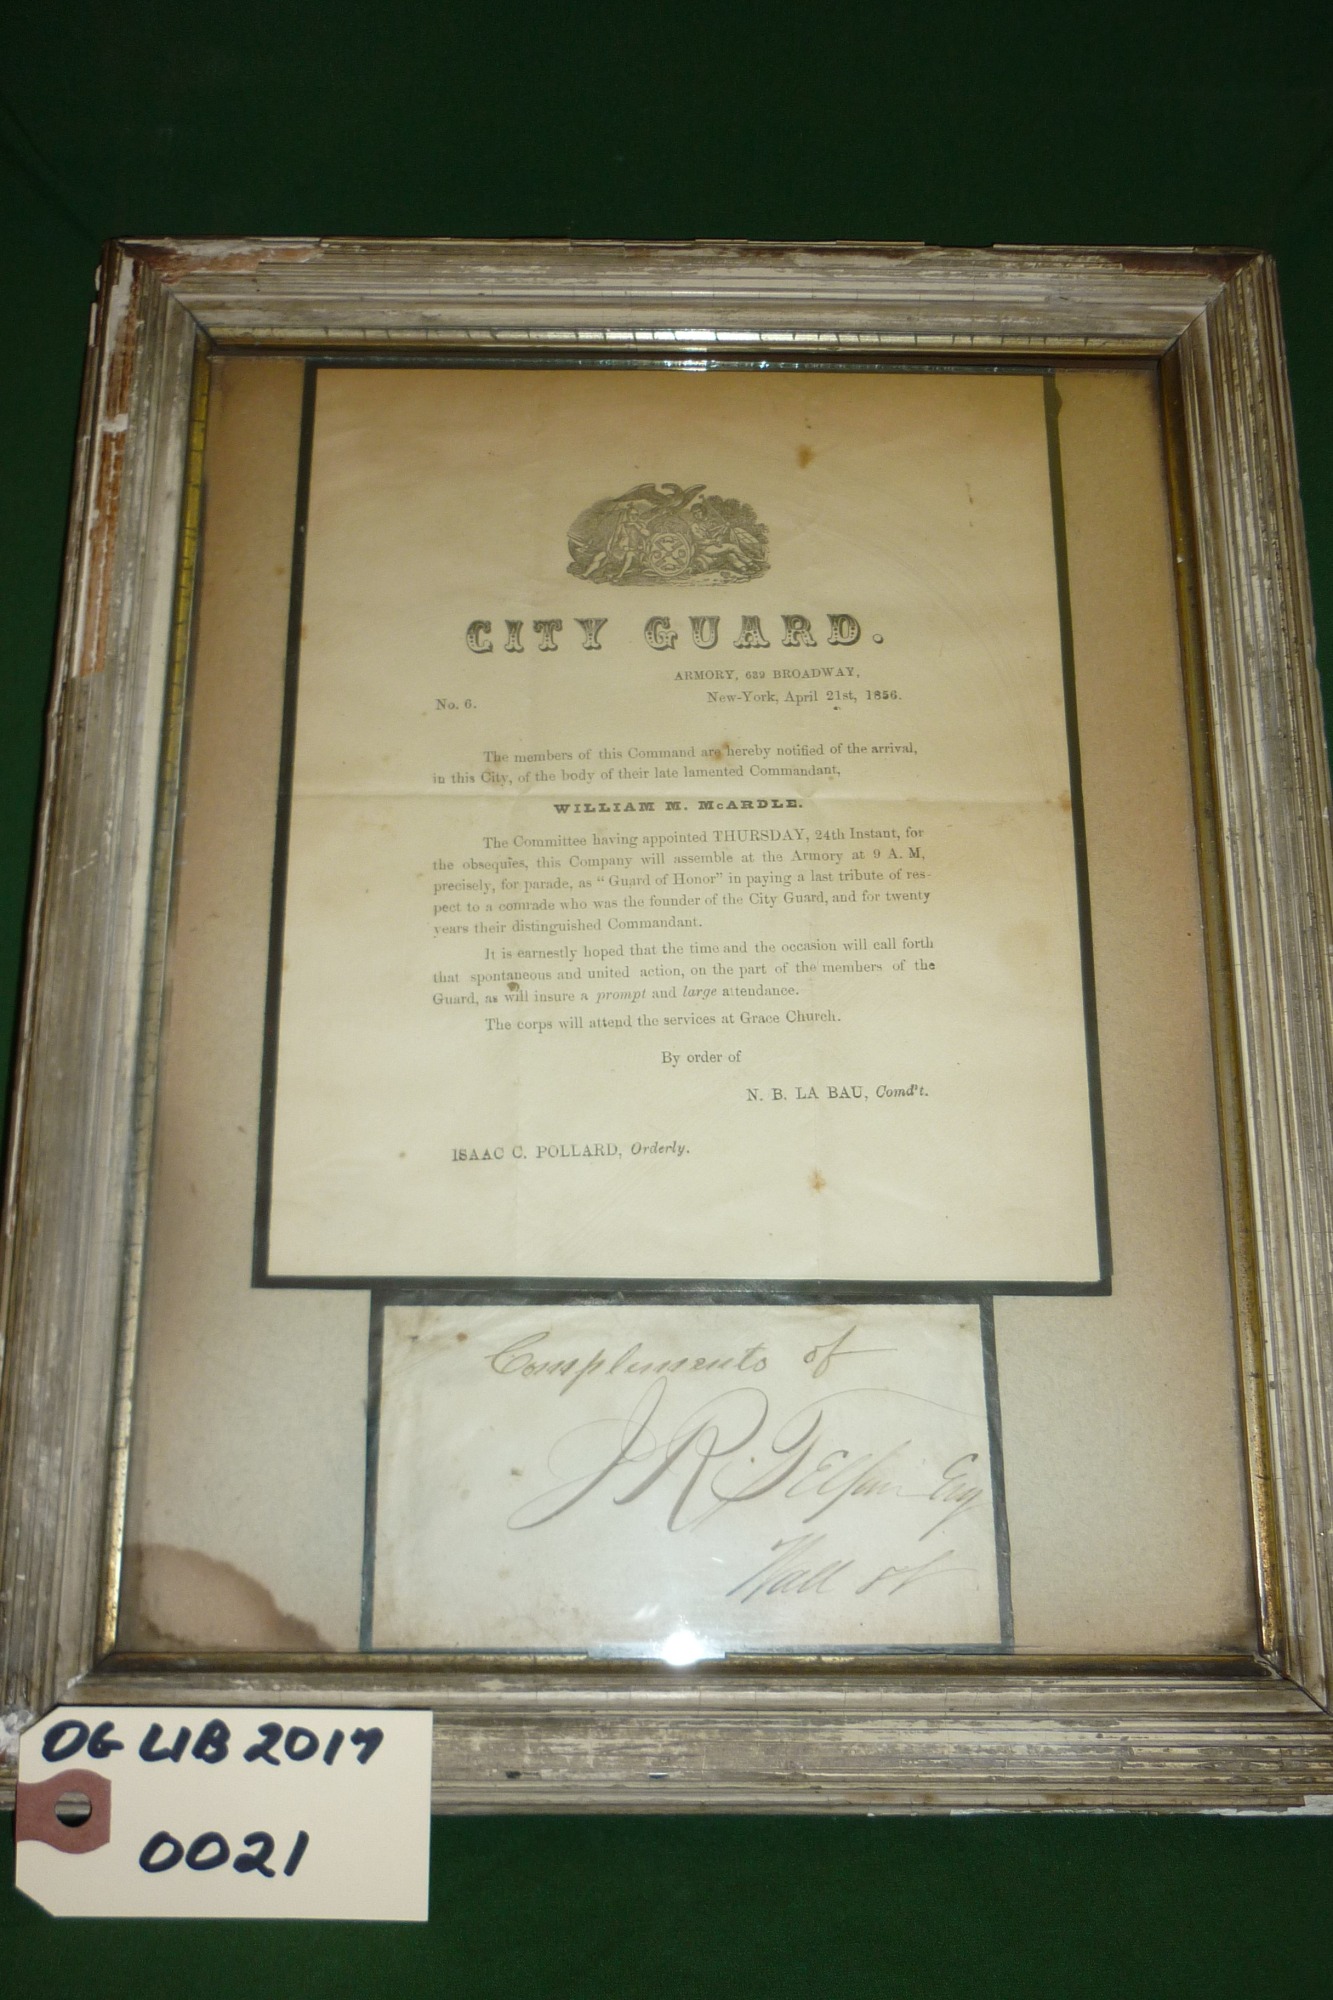 CITY GUARD.
ARMORY, 639 BROADWAY,
New-York, April 21st, 1856.
No. 6.
The members of this Command are hereby notified of the arrival,
in this City, of the body of their late lamented Commandant,
WILLIAM M. McARDLE.
The Committee having appointed THURSDAY, 24th Instant, for
the obsequies, this Company will assemble at the Armory at 9 A. M,
precisely, for parade, as "Guard of Honor" in paying a last tribute of res-
pect to a comrade who was the founder of the City Guard, and for twenty
years their distinguished Commandant.
It is earnestly hoped that the time and the occasion will call forth
that spontaneous and united action, on the part of the members of the
Guard, as will insure a prompt and large attendance.
The corps will attend the services at Grace Church.
By order of
N. B. LA BAU, Comd't.
ISAAC C. POLLARD, Orderly.
Complements of
J R. Esq
Wall st
OG LIB 2017
0021